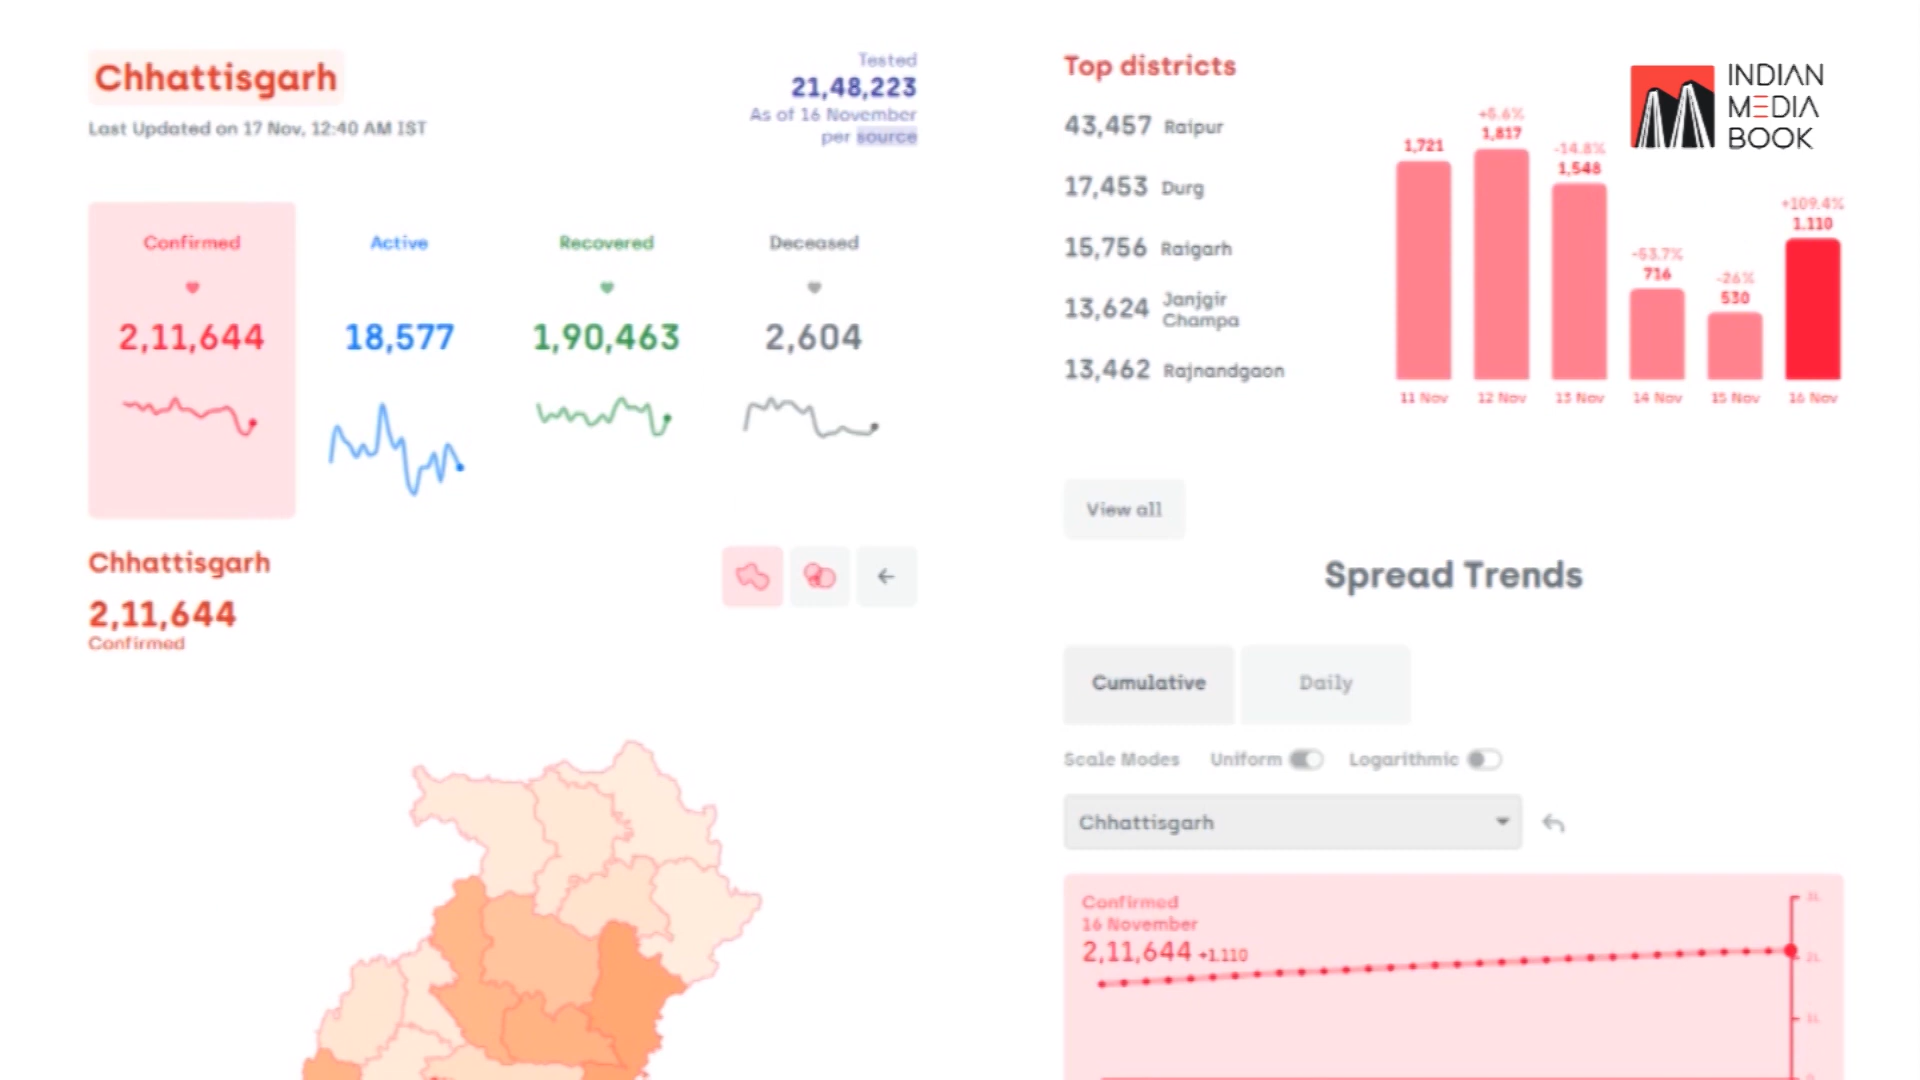 Chhattisgarh
Last Updated on 17 Nov, 12:40 AM IST
Tested
21,48,223
As of 16 November
per source
Confirmed
2,11,644
Active
18,577
Recovered
1,90,463
Deceased
2,604
Chhattisgarh
2,11,644
Confirmed
Top districts
43,457 Raipur
17,453 Durg
15,756 Raigarh
13,624 Janjgir
Champa
13,462 Rajnandgaon
1,721
+5.6%
1,817
-14.8%
1,548
-53.7%
716
-26%
530
+109.4%
1,110
11 Nov 12 Nov 13 Nov 14 Nov 15 Nov 16 Nov
INDIAN
MEDIA
BOOK
View all
Spread Trends
Cumulative Daily
Scale Modes Uniform Logarithmic
Chhattisgarh
Confirmed
16 November
2,11,644 +1,110
2L
1L